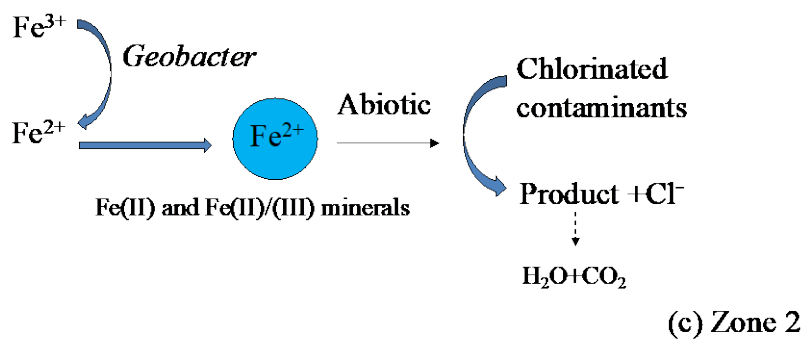 Fe³⁺
Geobacter
Fe²⁺
Fe²⁺
Fe(II) and Fe(II)/(III) minerals
Abiotic
Chlorinated
contaminants
Product +Cl⁻
H₂O+CO₂
(c) Zone 2